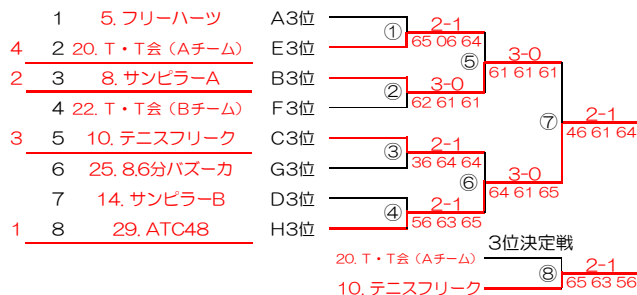 1 5. フリーハーツ A3位
4 2 20. T・T会（Aチーム） E3位
2 3 8. サンピラーA B3位
4 22. T・T会（Bチーム） F3位
3 5 10. テニスフリーク C3位
6 25. 8.6分バズーカ G3位
7 14. サンピラーB D3位
1 8 29. ATC48 H3位
① 2-1
65 06 64
② 3-0
62 61 61
③ 2-1
36 64 64
④ 2-1
56 63 65
⑤ 3-0
61 61 61
⑥ 3-0
64 61 65
⑦ 2-1
46 61 64
3位決定戦
20. T・T会（Aチーム）
10. テニスフリーク
⑧ 2-1
65 63 56